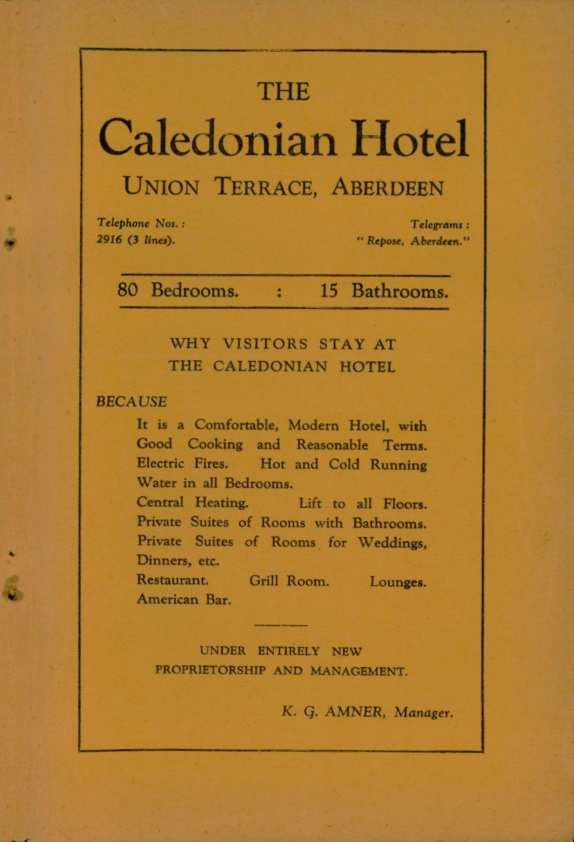 THE
Caledonian Hotel
UNION TERRACE, ABERDEEN
Telephone Nos. :
2916 (3 lines).
Telegrams :
"Repose, Aberdeen."
80 Bedrooms. : 15 Bathrooms.
WHY VISITORS STAY AT
THE CALEDONIAN HOTEL
BECAUSE
It is a Comfortable, Modern Hotel, with
Good Cooking and Reasonable Terms.
Electric Fires. Hot and Cold Running
Water in all Bedrooms.
Central Heating. Lift to all Floors.
Private Suites of Rooms with Bathrooms.
Private Suites of Rooms for Weddings,
Dinners, etc.
Restaurant. Grill Room. Lounges.
American Bar.
UNDER ENTIRELY NEW
PROPRIETORSHIP AND MANAGEMENT.
K. G. AMNER, Manager.